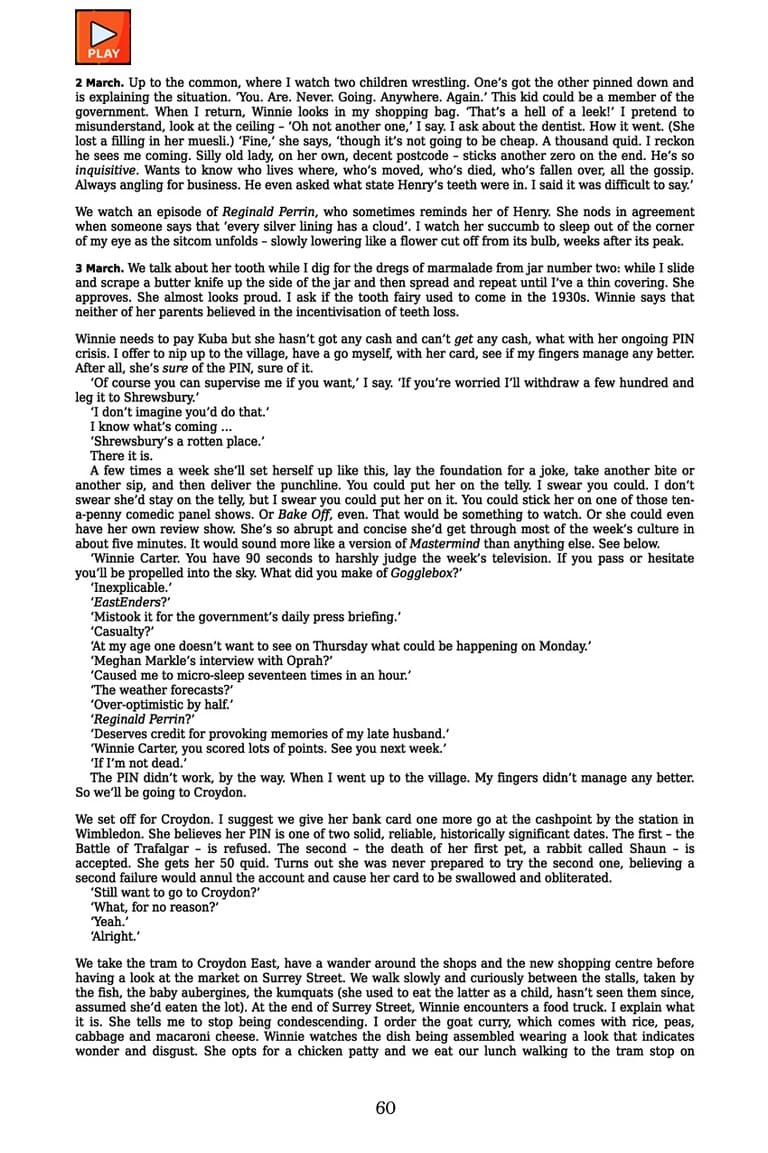 PLAY
2 March. Up to the common, where I watch two children wrestling. One’s got the other pinned down and
is explaining the situation. ‘You. Are. Never. Going. Anywhere. Again.’ This kid could be a member of the
government. When I return, Winnie looks in my shopping bag. ‘That’s a hell of a leek!’ I pretend to
misunderstand, look at the ceiling – ‘Oh not another one,’ I say. I ask about the dentist. How it went. (She
lost a filling in her muesli.) ‘Fine,’ she says, ‘though it’s not going to be cheap. A thousand quid. I reckon
he sees me coming. Silly old lady, on her own, decent postcode – sticks another zero on the end. He’s so
inquisitive. Wants to know who lives where, who’s moved, who’s died, who’s fallen over, all the gossip.
Always angling for business. He even asked what state Henry’s teeth were in. I said it was difficult to say.’
We watch an episode of Reginald Perrin, who sometimes reminds her of Henry. She nods in agreement
when someone says that ‘every silver lining has a cloud’. I watch her succumb to sleep out of the corner
of my eye as the sitcom unfolds – slowly lowering like a flower cut off from its bulb, weeks after its peak.
3 March. We talk about her tooth while I dig for the dregs of marmalade from jar number two: while I slide
and scrape a butter knife up the side of the jar and then spread and repeat until I’ve a thin covering. She
approves. She almost looks proud. I ask if the tooth fairy used to come in the 1930s. Winnie says that
neither of her parents believed in the incentivisation of teeth loss.
Winnie needs to pay Kuba but she hasn’t got any cash and can’t get any cash, what with her ongoing PIN
crisis. I offer to nip up to the village, have a go myself, with her card, see if my fingers manage any better.
After all, she’s sure of the PIN, sure of it.
‘Of course you can supervise me if you want,’ I say. ‘If you’re worried I’ll withdraw a few hundred and
leg it to Shrewsbury.’
‘I don’t imagine you’d do that.’
I know what’s coming ...
‘Shrewsbury’s a rotten place.’
There it is.
A few times a week she’ll set herself up like this, lay the foundation for a joke, take another bite or
another sip, and then deliver the punchline. You could put her on the telly. I swear you could. I don’t
swear she’d stay on the telly, but I swear you could put her on it. You could stick her on one of those ten-
a-penny comedic panel shows. Or Bake Off, even. That would be something to watch. Or she could even
have her own review show. She’s so abrupt and concise she’d get through most of the week’s culture in
about five minutes. It would sound more like a version of Mastermind than anything else. See below.
‘Winnie Carter. You have 90 seconds to harshly judge the week’s television. If you pass or hesitate
you’ll be propelled into the sky. What did you make of Gogglebox?’
‘Inexplicable.’
‘EastEnders?’
‘Mistook it for the government’s daily press briefing.’
‘Casualty?’
‘At my age one doesn’t want to see on Thursday what could be happening on Monday.’
‘Meghan Markle’s interview with Oprah?’
‘Caused me to micro-sleep seventeen times in an hour.’
‘The weather forecasts?’
‘Over-optimistic by half.’
‘Reginald Perrin?’
‘Deserves credit for provoking memories of my late husband.’
‘Winnie Carter, you scored lots of points. See you next week.’
‘If I’m not dead.’
The PIN didn’t work, by the way. When I went up to the village. My fingers didn’t manage any better.
So we’ll be going to Croydon.
We set off for Croydon. I suggest we give her bank card one more go at the cashpoint by the station in
Wimbledon. She believes her PIN is one of two solid, reliable, historically significant dates. The first – the
Battle of Trafalgar – is refused. The second – the death of her first pet, a rabbit called Shaun – is
accepted. She gets her 50 quid. Turns out she was never prepared to try the second one, believing a
second failure would annul the account and cause her card to be swallowed and obliterated.
‘Still want to go to Croydon?’
‘What, for no reason?’
‘Yeah.’
‘Alright.’
We take the tram to Croydon East, have a wander around the shops and the new shopping centre before
having a look at the market on Surrey Street. We walk slowly and curiously between the stalls, taken by
the fish, the baby aubergines, the kumquats (she used to eat the latter as a child, hasn’t seen them since,
assumed she’d eaten the lot). At the end of Surrey Street, Winnie encounters a food truck. I explain what
it is. She tells me to stop being condescending. I order the goat curry, which comes with rice, peas,
cabbage and macaroni cheese. Winnie watches the dish being assembled wearing a look that indicates
wonder and disgust. She opts for a chicken patty and we eat our lunch walking to the tram stop on
60